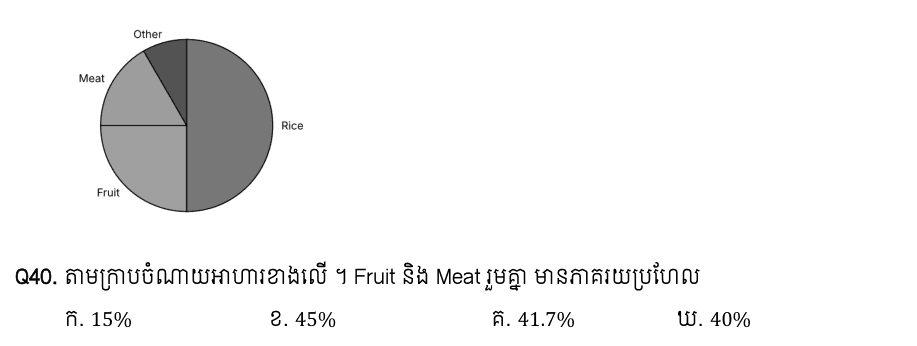 Other
Meat
Rice
Fruit
Q40. តាមក្រាបចំណាយអាហារខាងលើ ។ Fruit និង Meat រួមគ្នា មានភាគរយប្រហែល
ក. 15% ខ. 45% គ. 41.7% ឃ. 40%